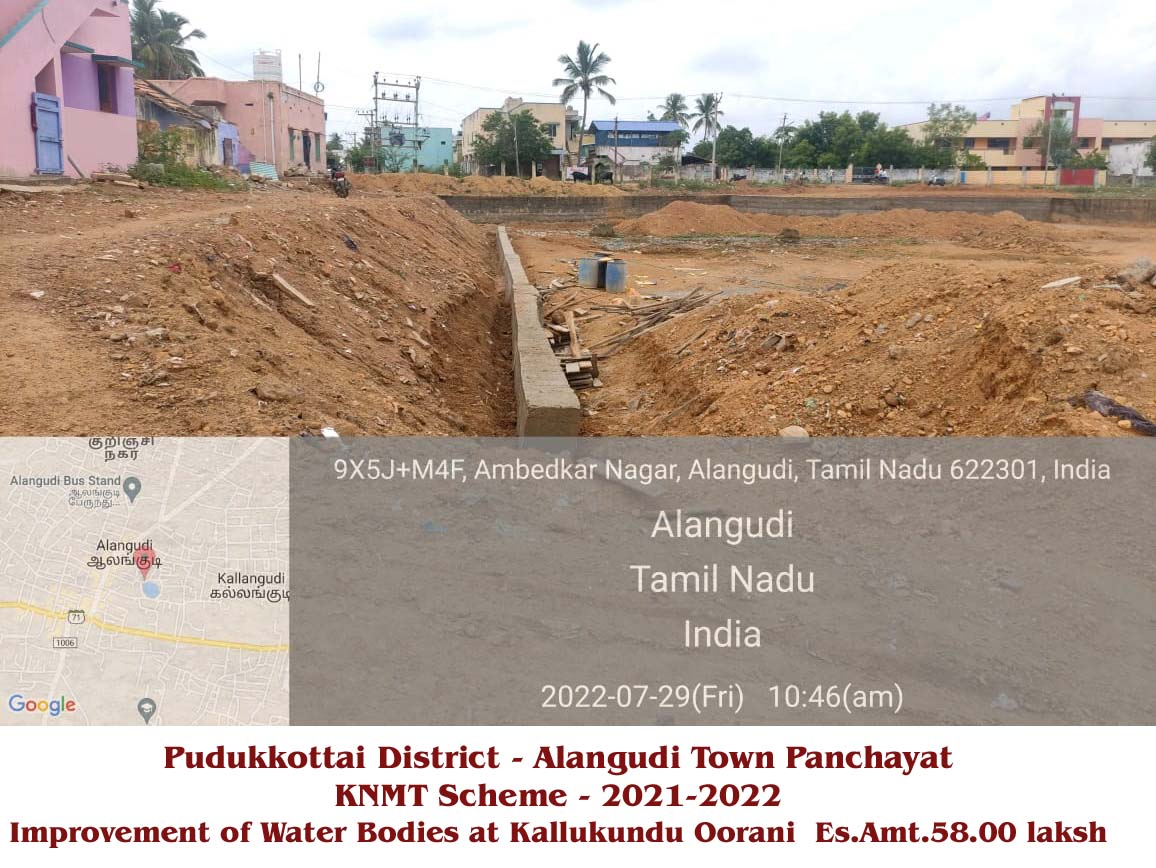 குறிஞ்சி
நகர்
Alangudi Bus Stand
ஆலங்குடி
பேருந்து...
Alangudi
ஆலங்குடி
Kallangudi
கல்லங்குடி
71
1006
Google
9X5J+M4F, Ambedkar Nagar, Alangudi, Tamil Nadu 622301, India
Alangudi
Tamil Nadu
India
2022-07-29(Fri) 10:46(am)
Pudukkottai District - Alangudi Town Panchayat
KNMT Scheme - 2021-2022
Improvement of Water Bodies at Kallukundu Oorani Es.Amt.58.00 laksh